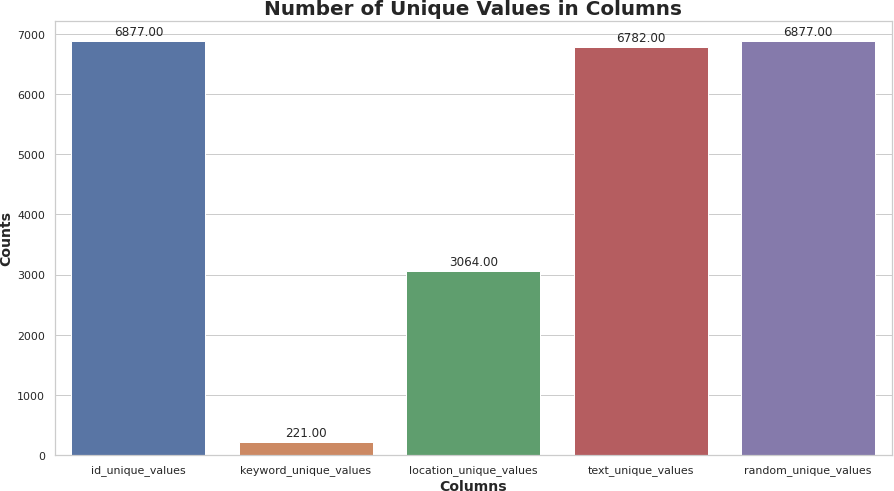 Number of Unique Values in Columns
Counts
7000
6000
5000
4000
3000
2000
1000
0
6877.00
221.00
3064.00
6782.00
6877.00
id_unique_values
keyword_unique_values
location_unique_values
text_unique_values
random_unique_values
Columns